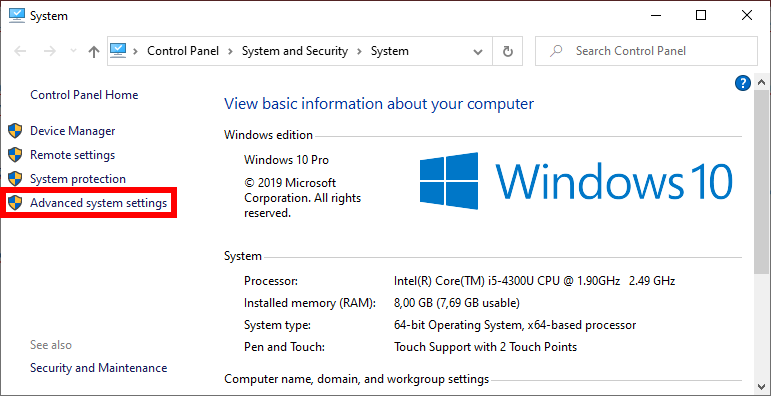 System
Control Panel > System and Security > System
Search Control Panel
?
Control Panel Home
Device Manager
Remote settings
System protection
Advanced system settings
See also
Security and Maintenance
View basic information about your computer
Windows edition
Windows 10 Pro
© 2019 Microsoft
Corporation. All rights
reserved.
Windows 10
System
Processor: Intel(R) Core(TM) i5-4300U CPU @ 1.90GHz 2.49 GHz
Installed memory (RAM): 8,00 GB (7,69 GB usable)
System type: 64-bit Operating System, x64-based processor
Pen and Touch: Touch Support with 2 Touch Points
Computer name, domain, and workgroup settings